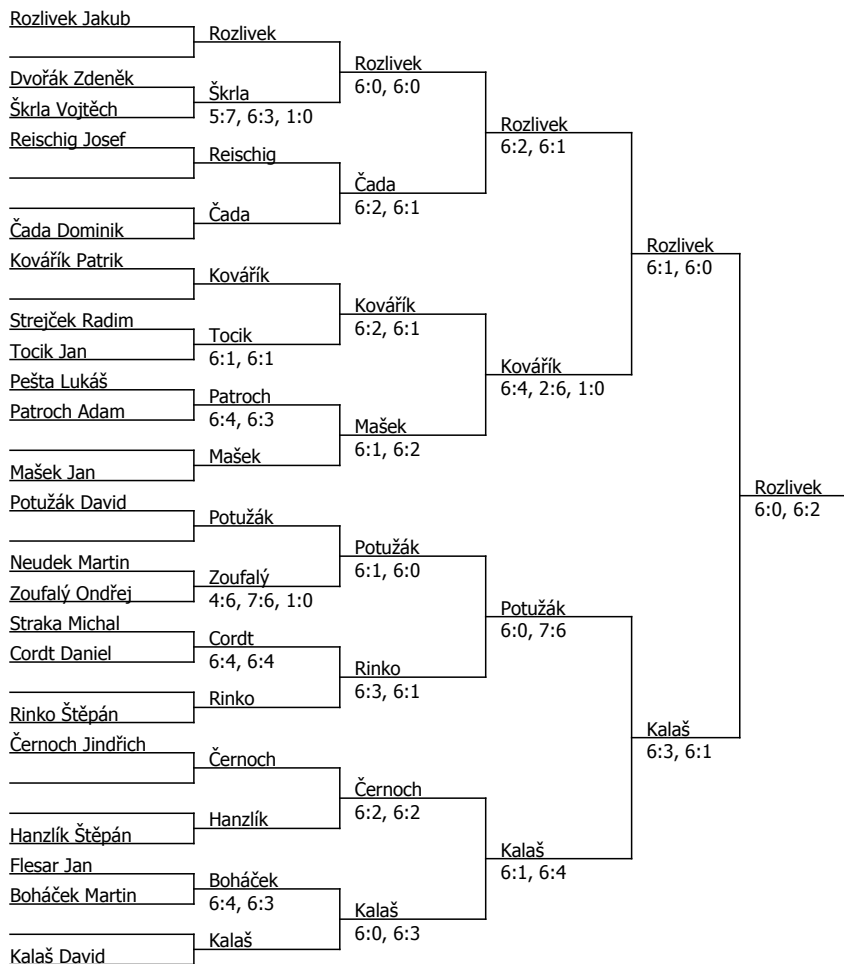 Rozlivek Jakub
Dvořák Zdeněk
Škrla Vojtěch
Reischig Josef
Čada Dominik
Kovářík Patrik
Strejček Radim
Tocik Jan
Pešta Lukáš
Patroch Adam
Mašek Jan
Potužák David
Neudek Martin
Zoufalý Ondřej
Straka Michal
Cordt Daniel
Rinko Štěpán
Černoch Jindřich
Hanzlík Štěpán
Flesar Jan
Boháček Martin
Kalaš David
Rozlivek
Škrla
5:7, 6:3, 1:0
Reischig
Čada
Kovářík
Tocik
6:1, 6:1
Patroch
6:4, 6:3
Mašek
Potužák
Zoufalý
4:6, 7:6, 1:0
Cordt
6:4, 6:4
Rinko
Černoch
Hanzlík
Boháček
6:4, 6:3
Kalaš
Rozlivek
6:0, 6:0
Čada
6:2, 6:1
Kovářík
6:2, 6:1
Mašek
6:1, 6:2
Potužák
6:1, 6:0
Rinko
6:3, 6:1
Černoch
6:2, 6:2
Kalaš
6:0, 6:3
Rozlivek
6:2, 6:1
Kovářík
6:4, 2:6, 1:0
Potužák
6:0, 7:6
Kalaš
6:1, 6:4
Rozlivek
6:1, 6:0
Kalaš
6:3, 6:1
Rozlivek
6:0, 6:2